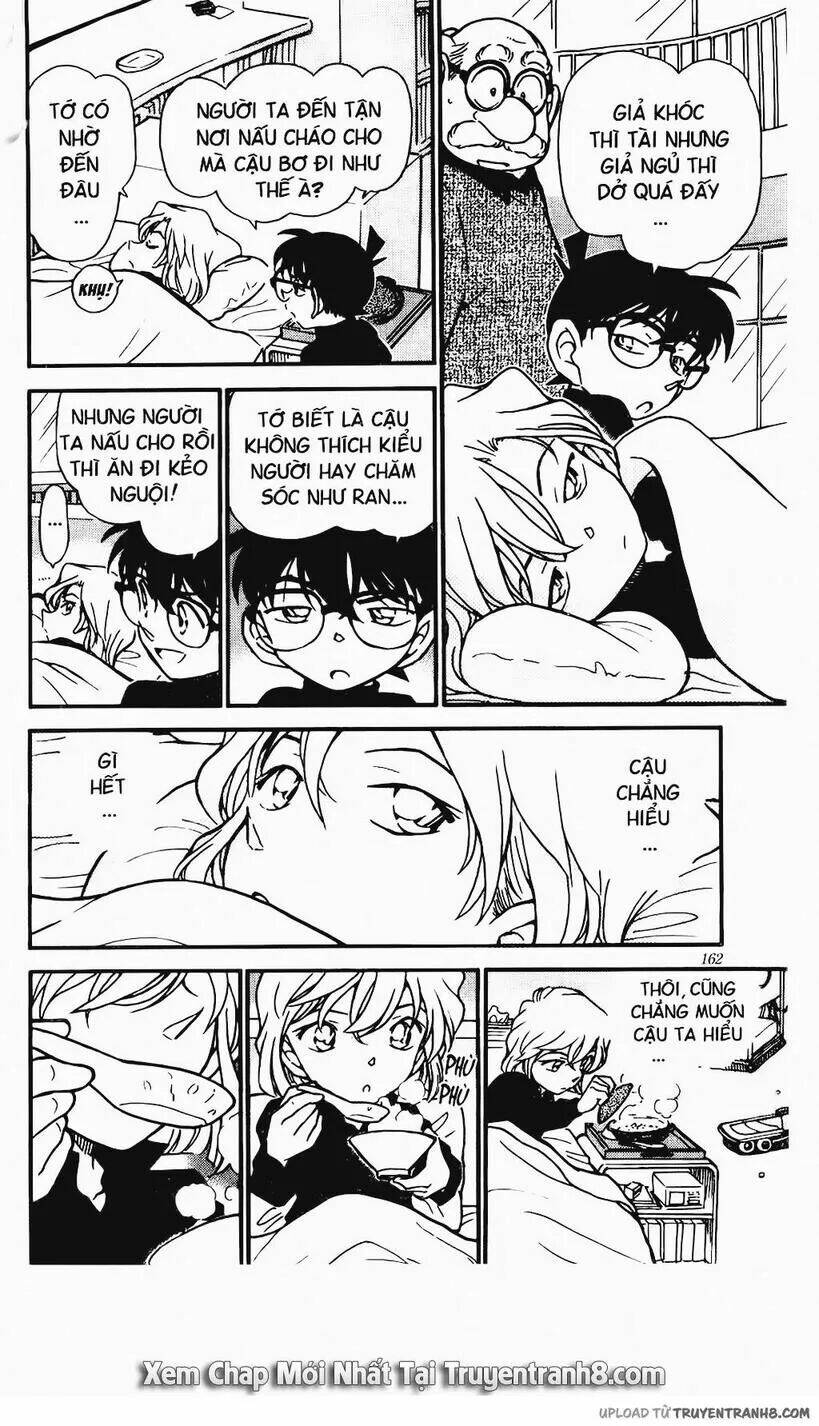 GIẢ KHÓC
THÌ TÀI NHƯNG
GIẢ NGỦ THÌ
DỞ QUÁ ĐẤY
...
NGƯỜI TA ĐẾN TẬN
NƠI NẤU CHÁO CHO
MÀ CẬU BƠ ĐI NHƯ
THẾ À?
TỚ CÓ
NHỜ
ĐẾN
ĐÂU
...
KHỤ!
TỚ BIẾT LÀ CẬU
KHÔNG THÍCH KIỂU
NGƯỜI HAY CHĂM
SÓC NHƯ RAN...
NHƯNG NGƯỜI
TA NẤU CHO RỒI
THÌ ĂN ĐI KẺO
NGUỘI!
...
CẬU
CHẲNG
HIỂU
...
GÌ
HẾT
...
162
THÔI, CŨNG
CHẲNG MUỐN
CẬU TA HIỂU
...
PHÙ
PHÙ
Xem Chap Mới Nhất Tại Truyentranh8.com
UPLOAD TỪ TRUYENTRANH8.COM